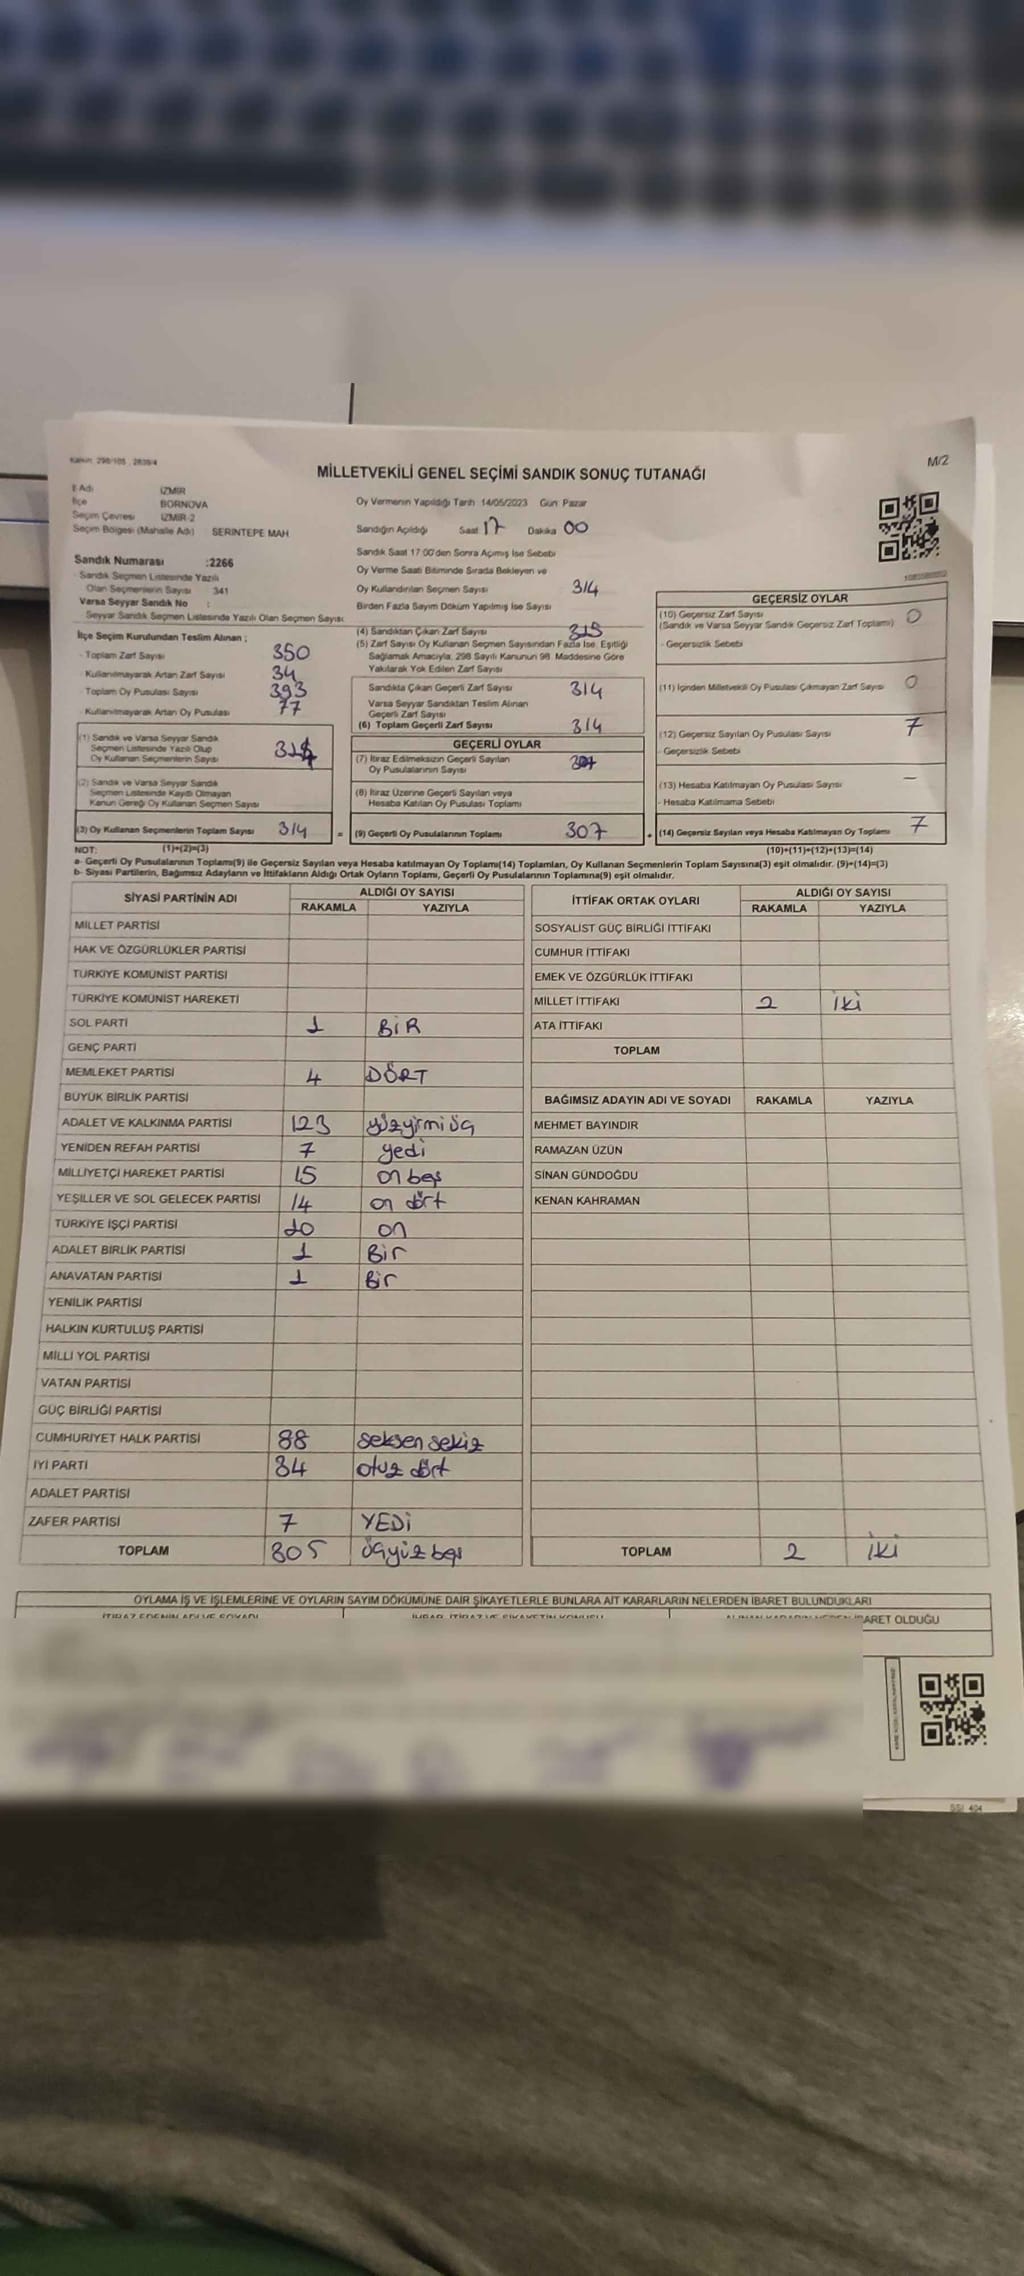 Kanun: 298/105 , 2839/4
M/2
MİLLETVEKİLİ GENEL SEÇİMİ SANDIK SONUÇ TUTANAĞI
İl Adı İZMİR
İlçe BORNOVA
Seçim Çevresi İZMİR-2
Seçim Bölgesi (Mahalle Adı) SERİNTEPE MAH
Sandık Numarası :2266
- Sandık Seçmen Listesinde Yazılı
Olan Seçmenlerin Sayısı 341
Varsa Seyyar Sandık No :
Seyyar Sandık Seçmen Listesinde Yazılı Olan Seçmen Sayısı:
İlçe Seçim Kurulundan Teslim Alınan ;
- Toplam Zarf Sayısı 350
- Kullanılmayarak Artan Zarf Sayısı 34
- Toplam Oy Pusulası Sayısı 393
- Kullanılmayarak Artan Oy Pusulası 77
(1) Sandık ve Varsa Seyyar Sandık
Seçmen Listesinde Yazılı Olup
Oy Kullanan Seçmenlerin Sayısı
(2) Sandık ve Varsa Seyyar Sandık
Seçmen Listesinde Kayıtlı Olmayan
Kanun Gereği Oy Kullanan Seçmen Sayısı
(3) Oy Kullanan Seçmenlerin Toplam Sayısı 314 =
Oy Vermenin Yapıldığı Tarih 14/05/2023 Gün: Pazar
Sandığın Açıldığı Saat 17 Dakika 00
Sandık Saat 17:00'den Sonra Açılmış İse Sebebi
Oy Verme Saati Bitiminde Sırada Bekleyen ve
Oy Kullandırılan Seçmen Sayısı 314
Birden Fazla Sayım Döküm Yapılmış İse Sayısı
(4) Sandıktan Çıkan Zarf Sayısı
(5) Zarf Sayısı Oy Kullanan Seçmen Sayısından Fazla İse, Eşitliği
Sağlamak Amacıyla, 298 Sayılı Kanunun 98. Maddesine Göre
Yakılarak Yok Edilen Zarf Sayısı
Sandıkta Çıkan Geçerli Zarf Sayısı 314
Varsa Seyyar Sandıktan Teslim Alınan
Geçerli Zarf Sayısı
(6) Toplam Geçerli Zarf Sayısı 314
GEÇERLİ OYLAR
(7) İtiraz Edilmeksizin Geçerli Sayılan
Oy Pusulalarının Sayısı 307
(8) İtiraz Üzerine Geçerli Sayılan veya
Hesaba Katılan Oy Pusulası Toplamı
(9) Geçerli Oy Pusulalarının Toplamı 307 +
GEÇERSİZ OYLAR
(10) Geçersiz Zarf Sayısı 0
(Sandık ve Varsa Seyyar Sandık Geçersiz Zarf Toplamı)
- Geçersizlik Sebebi
(11) İçinden Milletvekili Oy Pusulası Çıkmayan Zarf Sayısı 0
(12) Geçersiz Sayılan Oy Pusulası Sayısı 7
- Geçersizlik Sebebi
(13) Hesaba Katılmayan Oy Pusulası Sayısı —
- Hesaba Katılmama Sebebi
(14) Geçersiz Sayılan veya Hesaba Katılmayan Oy Toplamı 7
NOT: (1)+(2)=(3) (10)+(11)+(12)+(13)=(14)
a- Geçerli Oy Pusulalarının Toplamı(9) ile Geçersiz Sayılan veya Hesaba katılmayan Oy Toplamı(14) Toplamları, Oy Kullanan Seçmenlerin Toplam Sayısına(3) eşit olmalıdır. (9)+(14)=(3)
b- Siyasi Partilerin, Bağımsız Adayların ve İttifakların Aldığı Ortak Oyların Toplamı, Geçerli Oy Pusulalarının Toplamına(9) eşit olmalıdır.
SİYASİ PARTİNİN ADI ALDIĞI OY SAYISI
RAKAMLA YAZIYLA
MİLLET PARTİSİ
HAK VE ÖZGÜRLÜKLER PARTİSİ
TÜRKİYE KOMÜNİST PARTİSİ
TÜRKİYE KOMÜNİST HAREKETİ
SOL PARTİ 1 BİR
GENÇ PARTİ
MEMLEKET PARTİSİ 4 DÖRT
BÜYÜK BİRLİK PARTİSİ
ADALET VE KALKINMA PARTİSİ 123 yüzyirmi üç
YENİDEN REFAH PARTİSİ 7 yedi
MİLLİYETÇİ HAREKET PARTİSİ 15 on beş
YEŞİLLER VE SOL GELECEK PARTİSİ 14 on dört
TÜRKİYE İŞÇİ PARTİSİ 10 on
ADALET BİRLİK PARTİSİ 1 Bir
ANAVATAN PARTİSİ 1 Bir
YENİLİK PARTİSİ
HALKIN KURTULUŞ PARTİSİ
MİLLİ YOL PARTİSİ
VATAN PARTİSİ
GÜÇ BİRLİĞİ PARTİSİ
CUMHURİYET HALK PARTİSİ 88 seksen sekiz
İYİ PARTİ 34 otuz dört
ADALET PARTİSİ
ZAFER PARTİSİ 7 YEDİ
TOPLAM 305 üçyüz beş
İTTİFAK ORTAK OYLARI ALDIĞI OY SAYISI
RAKAMLA YAZIYLA
SOSYALİST GÜÇ BİRLİĞİ İTTİFAKI
CUMHUR İTTİFAKI
EMEK VE ÖZGÜRLÜK İTTİFAKI
MİLLET İTTİFAKI 2 iki
ATA İTTİFAKI
TOPLAM
BAĞIMSIZ ADAYIN ADI VE SOYADI RAKAMLA YAZIYLA
MEHMET BAYINDIR
RAMAZAN ÜZÜN
SİNAN GÜNDOĞDU
KENAN KAHRAMAN
TOPLAM 2 iki
OYLAMA İŞ VE İŞLEMLERİNE VE OYLARIN SAYIM DÖKÜMÜNE DAİR ŞİKAYETLERLE BUNLARA AİT KARARLARIN NELERDEN İBARET BULUNDUKLARI
İTİRAZ EDENİN ADI VE SOYADI
İBARET OLDUĞU
SSI 404